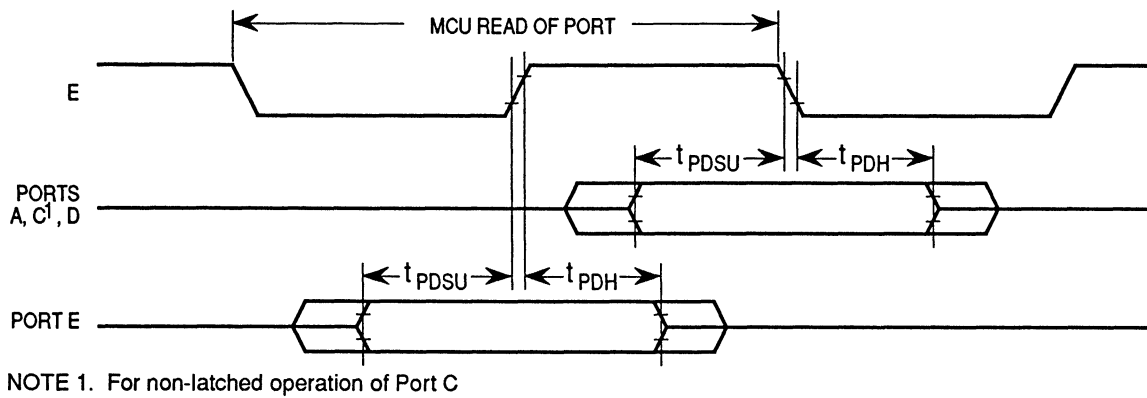 MCU READ OF PORT
E
t PDSU
t PDH
PORTS
A, C1, D
t PDSU
t PDH
PORT E
NOTE 1. For non-latched operation of Port C